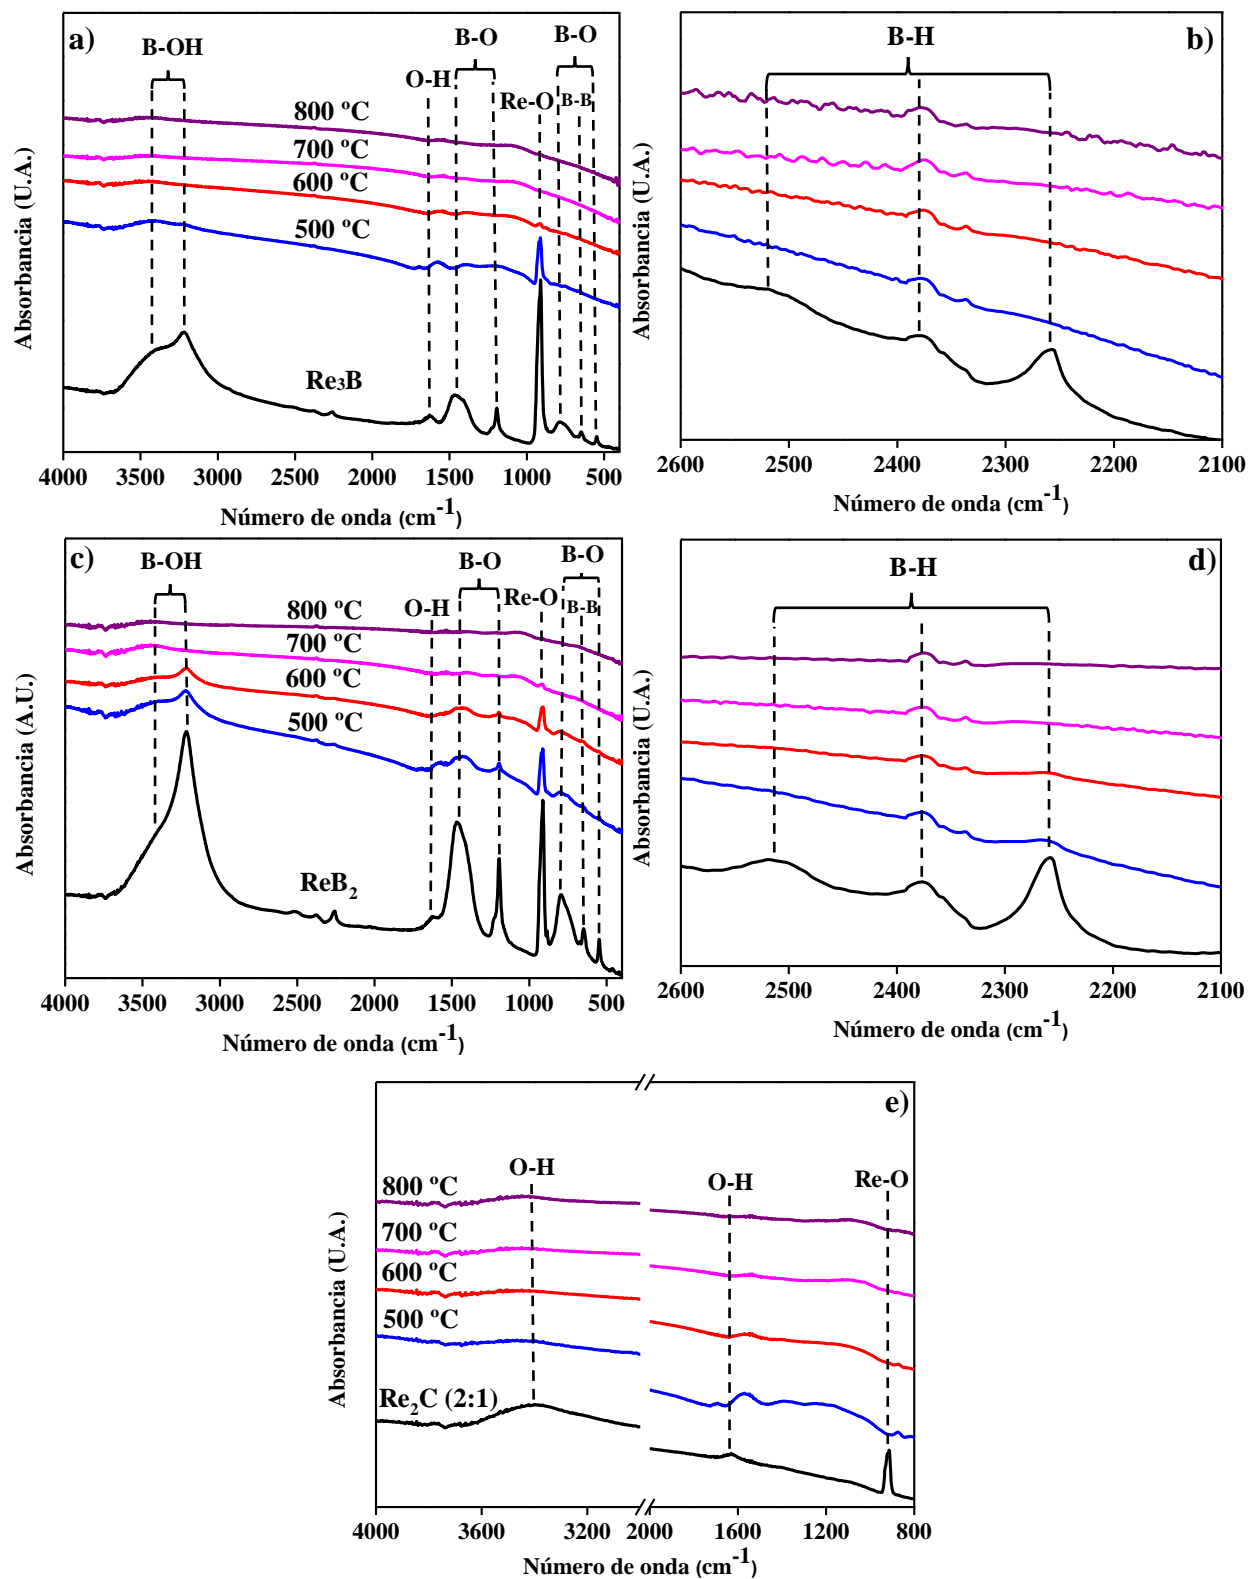 a)
B-OH
O-H
B-O
B-O
Re-O
B-B
800 ºC
700 ºC
600 ºC
500 ºC
Re₃B
Absorbancia (U.A.)
4000 3500 3000 2500 2000 1500 1000 500
Número de onda (cm⁻¹)
b)
B-H
Absorbancia (U.A.)
2600 2500 2400 2300 2200 2100
Número de onda (cm⁻¹)
c)
B-OH
O-H
B-O
B-O
Re-O
B-B
800 ºC
700 ºC
600 ºC
500 ºC
ReB₂
Absorbancia (A.U.)
4000 3500 3000 2500 2000 1500 1000 500
Número de onda (cm⁻¹)
d)
B-H
Absorbancia (U.A.)
2600 2500 2400 2300 2200 2100
Número de onda (cm⁻¹)
e)
O-H
O-H
Re-O
800 ºC
700 ºC
600 ºC
500 ºC
Re₂C (2:1)
Absorbancia (U.A.)
4000 3600 3200 2000 1600 1200 800
Número de onda (cm⁻¹)